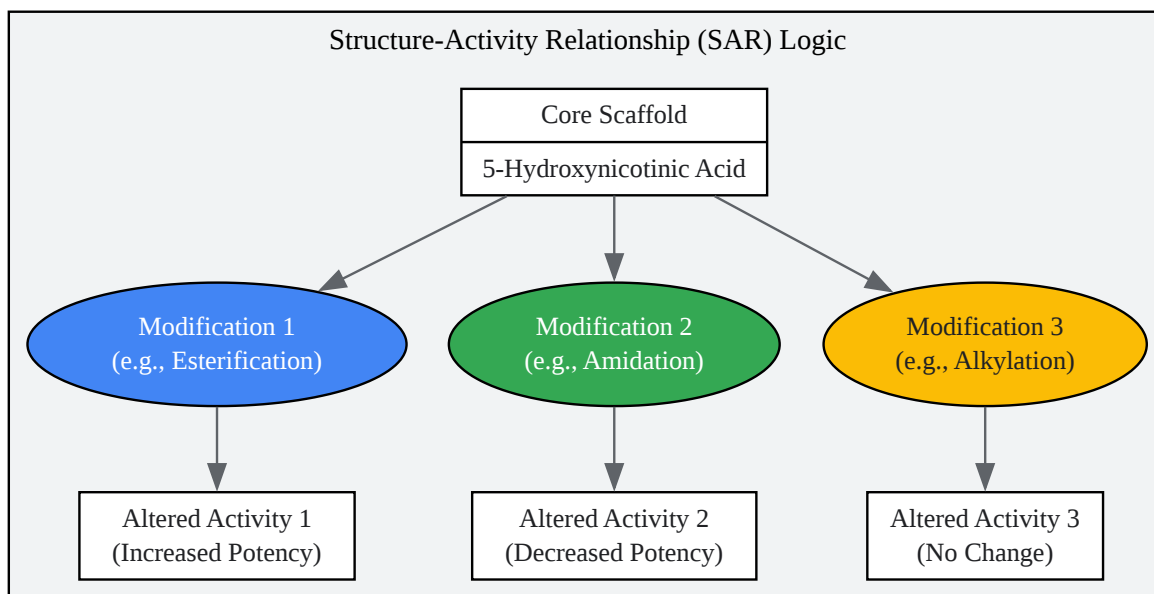 Structure-Activity Relationship (SAR) Logic
Core Scaffold
5-Hydroxynicotinic Acid
Modification 1
(e.g., Esterification)
Modification 2
(e.g., Amidation)
Modification 3
(e.g., Alkylation)
Altered Activity 1
(Increased Potency)
Altered Activity 2
(Decreased Potency)
Altered Activity 3
(No Change)